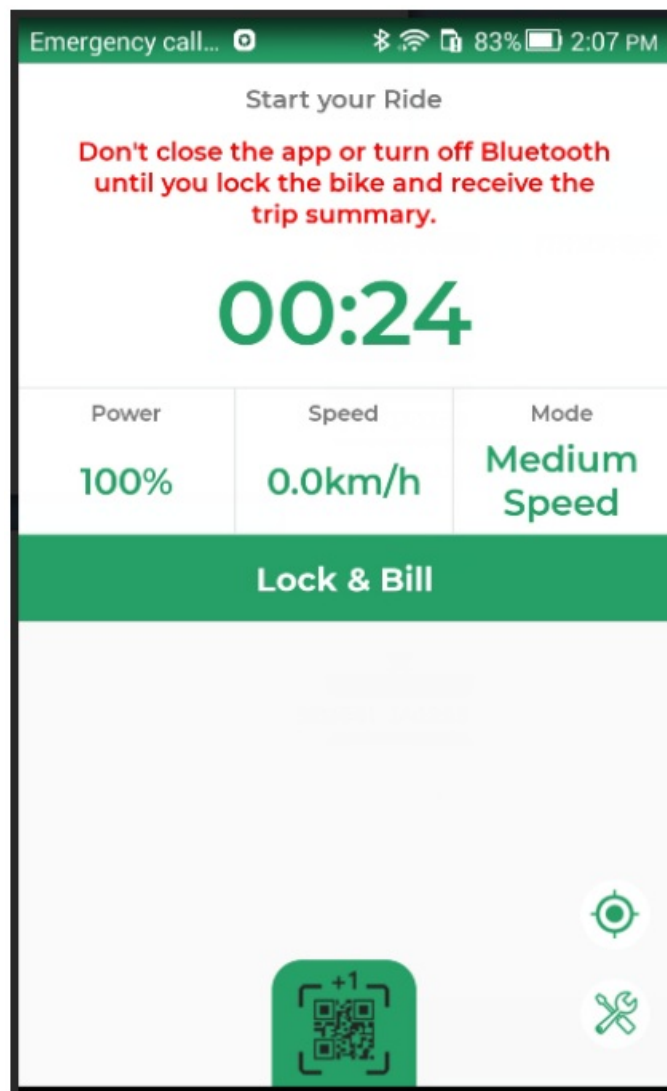 Emergency call... 83% 2:07 PM
Start your Ride
Don't close the app or turn off Bluetooth
until you lock the bike and receive the
trip summary.
00:24
Power Speed Mode
100% 0.0km/h Medium
Speed
Lock & Bill
+1